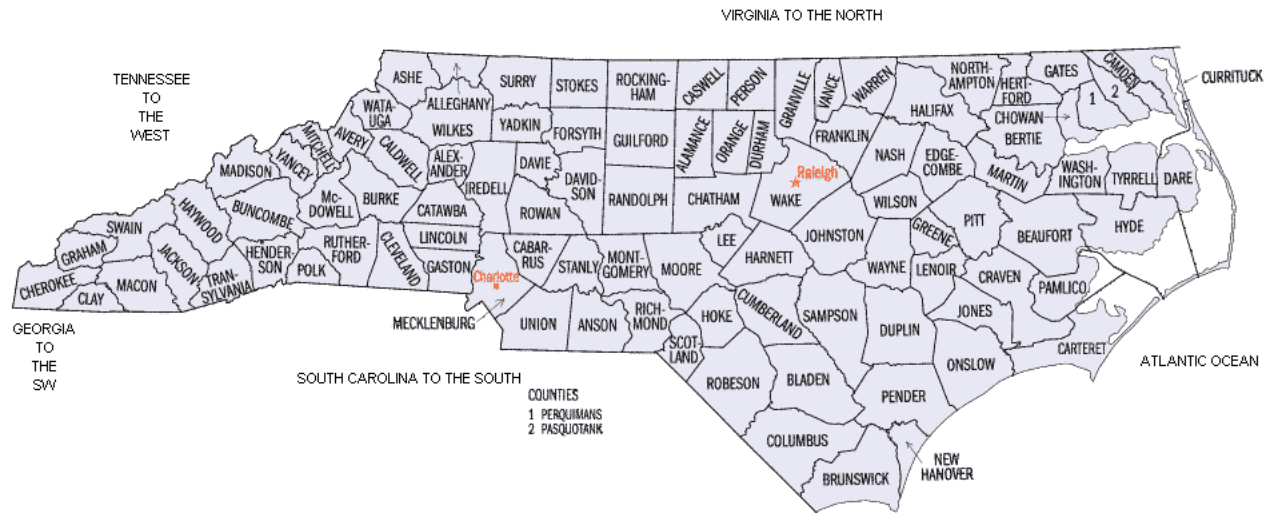 VIRGINIA TO THE NORTH
TENNESSEE
TO
THE
WEST
ASHE
ALLEGHANY
SURRY
STOKES
ROCKING-
HAM
CASWELL
PERSON
GRANVILLE
VANCE
WARREN
NORTH-
AMPTON
HERT-
FORD
GATES
CAMDEN
CURRITUCK
WATA-
UGA
WILKES
YADKIN
FORSYTH
GUILFORD
ALAMANCE
ORANGE
DURHAM
FRANKLIN
HALIFAX
CHOWAN
BERTIE
1
2
MITCHELL
AVERY
CALDWELL
ALEX-
ANDER
IREDELL
DAVIE
DAVID-
SON
RANDOLPH
CHATHAM
WAKE
Raleigh
NASH
EDGE-
COMBE
MARTIN
WASH-
INGTON
TYRRELL
DARE
MADISON
YANCEY
Mc-
DOWELL
BURKE
CATAWBA
ROWAN
WILSON
PITT
BEAUFORT
HYDE
HAYWOOD
BUNCOMBE
SWAIN
GRAHAM
JACKSON
HENDER-
SON
RUTHER-
FORD
POLK
CLEVELAND
LINCOLN
GASTON
CABAR-
RUS
Charlotte
STANLY
MONT-
GOMERY
MOORE
LEE
HARNETT
JOHNSTON
GREENE
WAYNE
LENOIR
CRAVEN
PAMLICO
CHEROKEE
CLAY
MACON
TRAN-
SYLVANIA
MECKLENBURG
UNION
ANSON
RICH-
MOND
SCOT-
LAND
HOKE
CUMBERLAND
SAMPSON
DUPLIN
JONES
ONSLOW
CARTERET
GEORGIA
TO
THE
SW
SOUTH CAROLINA TO THE SOUTH
ATLANTIC OCEAN
ROBESON
BLADEN
PENDER
COLUMBUS
BRUNSWICK
NEW
HANOVER
COUNTIES
1 PERQUIMANS
2 PASQUOTANK